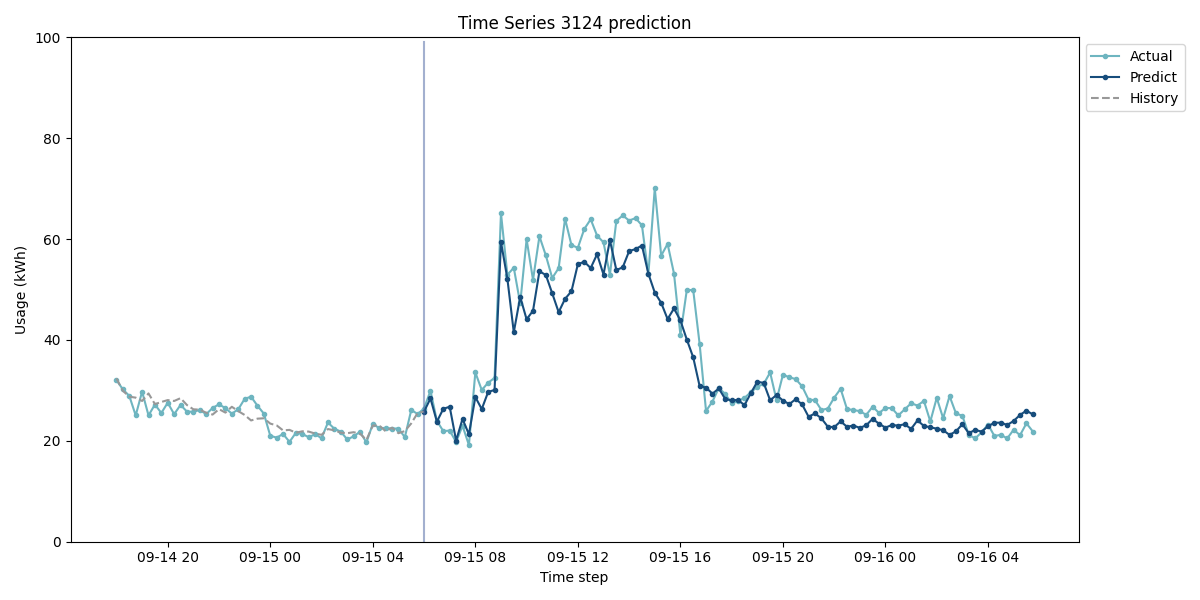 Time Series 3124 prediction
100
80
60
40
20
0
Usage (kWh)
09-14 20
09-15 00
09-15 04
09-15 08
09-15 12
09-15 16
09-15 20
09-16 00
09-16 04
Time step
Actual
Predict
History